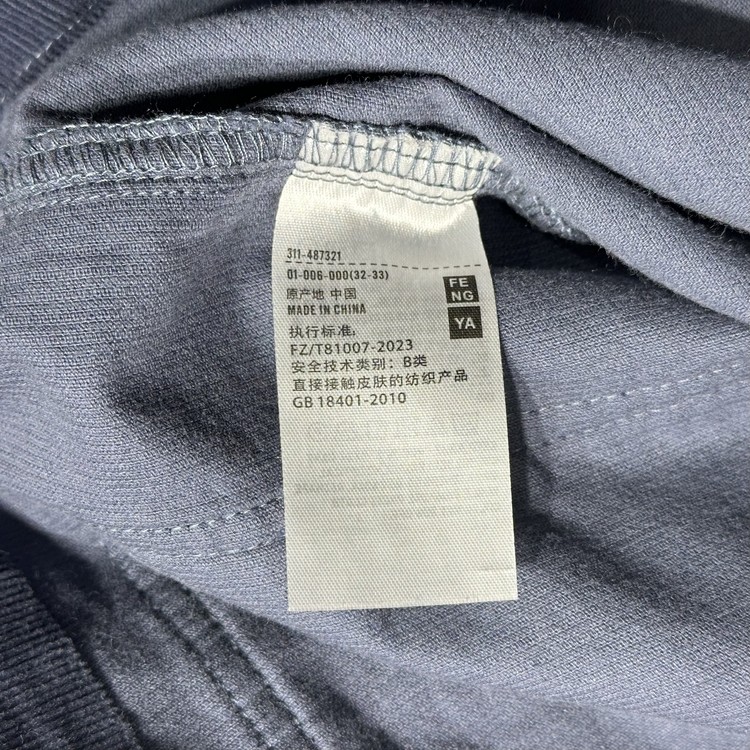 311-487321
01-006-000(32-33)
原产地 中国
MADE IN CHINA
执行标准:
FZ/T81007-2023
安全技术类别: B类
直接接触皮肤的纺织产品
GB 18401-2010
FE
NG
YA